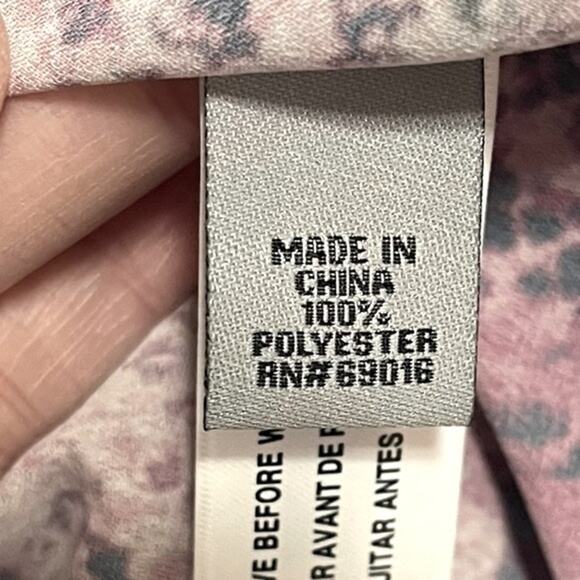 MADE IN
CHINA
100%
POLYESTER
RN#69016
BEFORE
AVANT DE
ANTES